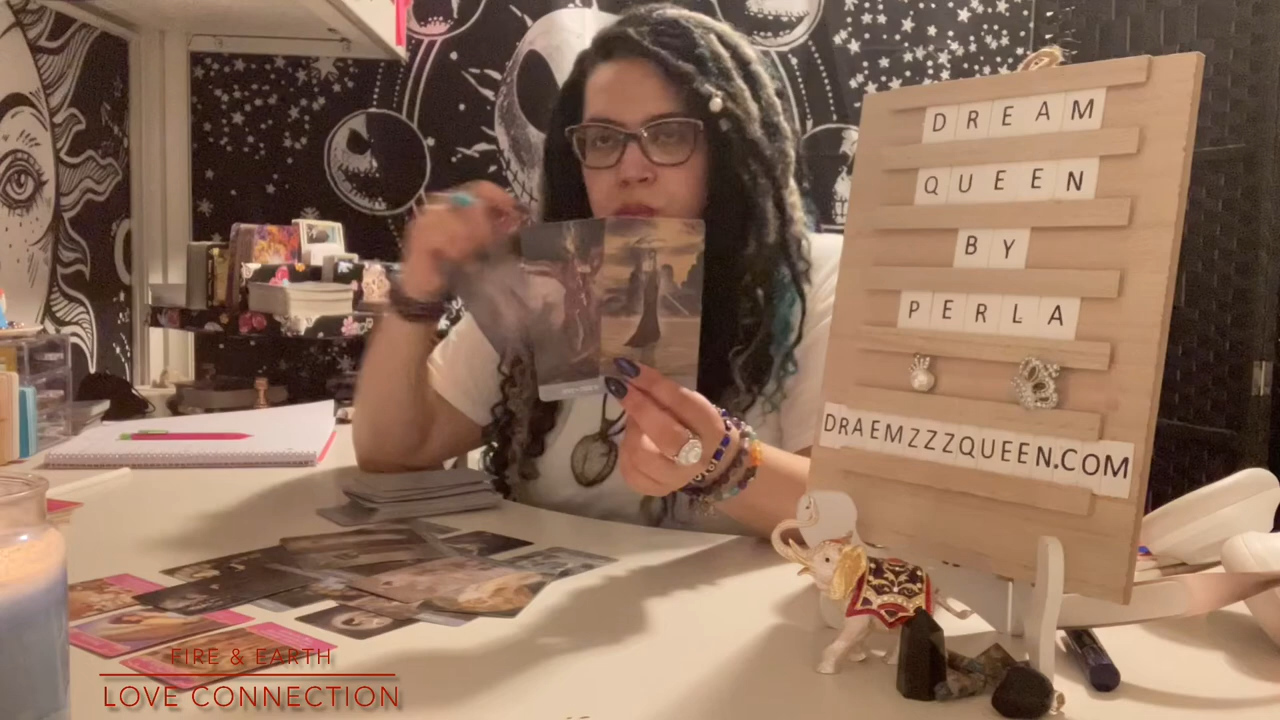 DREAM
QUEEN
BY
PERLA
DRAEMZZZQUEEN.COM
FIRE & EARTH
LOVE CONNECTION